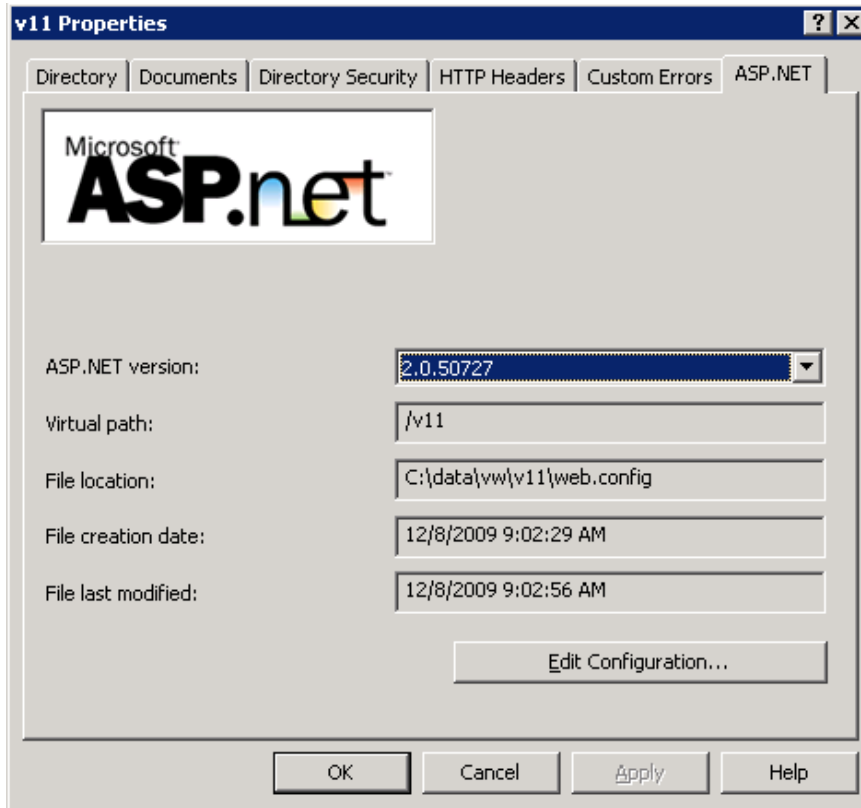 v11 Properties
Directory Documents Directory Security HTTP Headers Custom Errors ASP.NET
Microsoft
ASP.net
ASP.NET version: 2.0.50727
Virtual path: /v11
File location: C:\data\vw\v11\web.config
File creation date: 12/8/2009 9:02:29 AM
File last modified: 12/8/2009 9:02:56 AM
Edit Configuration...
OK Cancel Apply Help